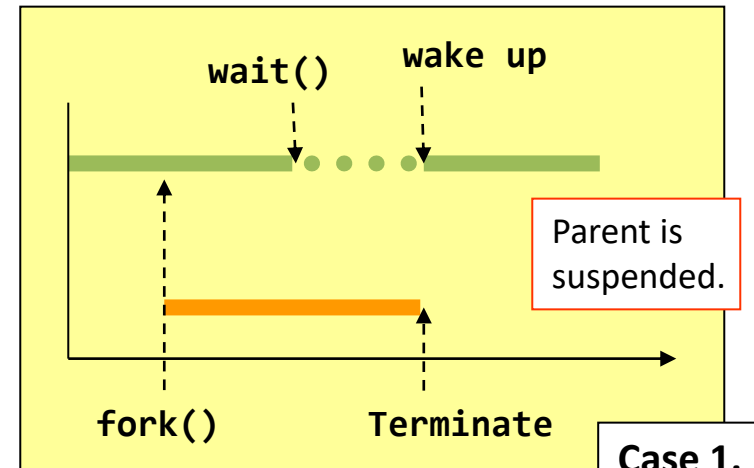 wait()
wake up
Parent is
suspended.
fork()
Terminate
Case 1.